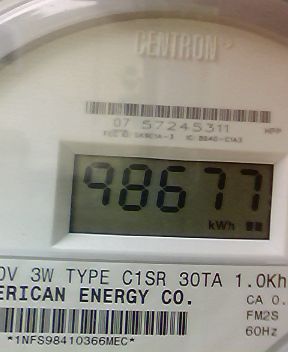 CENTRON
07 57245311 HPP
98677
kWh
0V 3W TYPE C1SR 30TA 1.0Kh
ERICAN ENERGY CO. CA 0.
FM2S
60Hz
*1NFS98410366MEC*